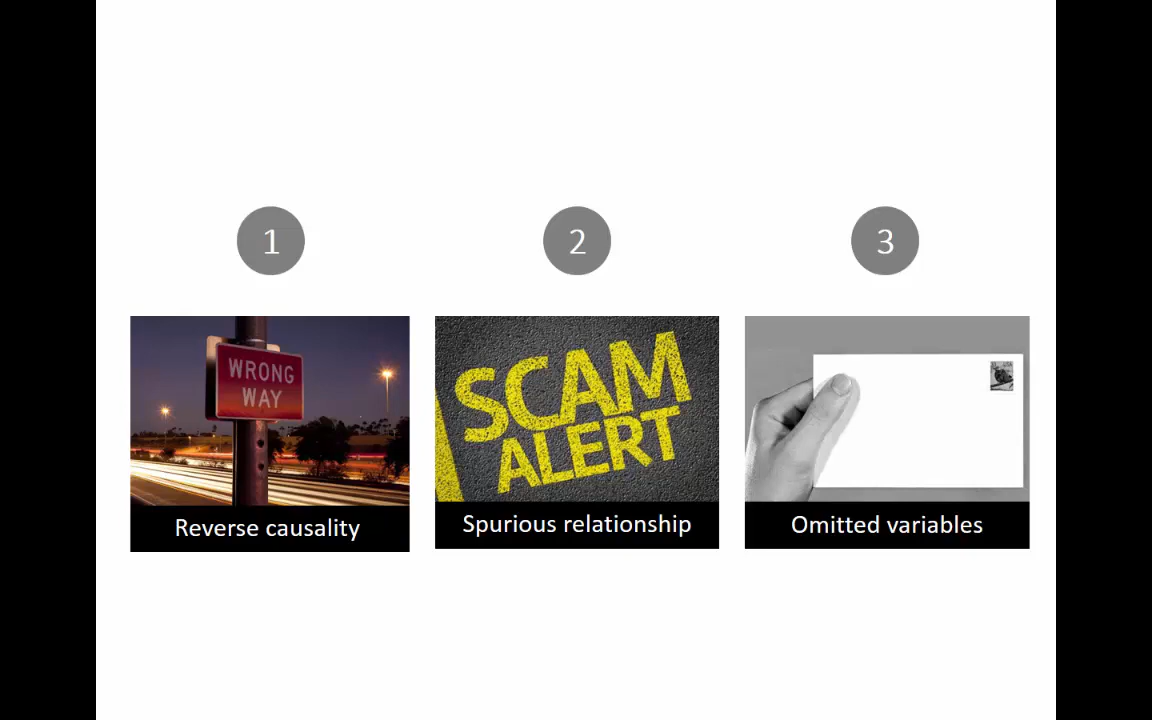 1
2
3
WRONG
WAY
SCAM
ALERT
Reverse causality
Spurious relationship
Omitted variables